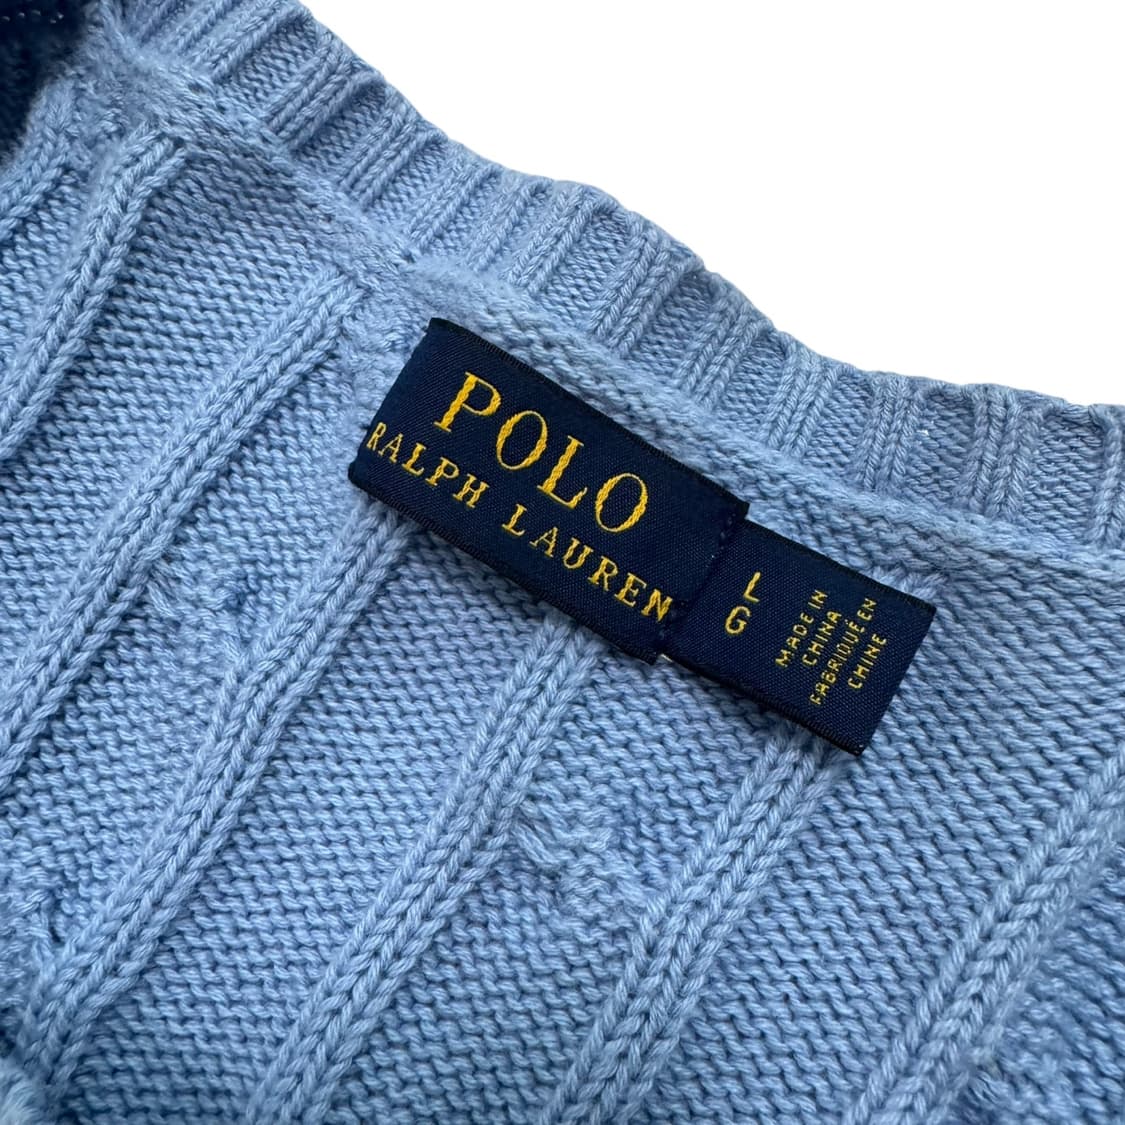 POLO
RALPH LAUREN
L
G
MADE IN
CHINA
FABRIQUÉ EN
CHINE